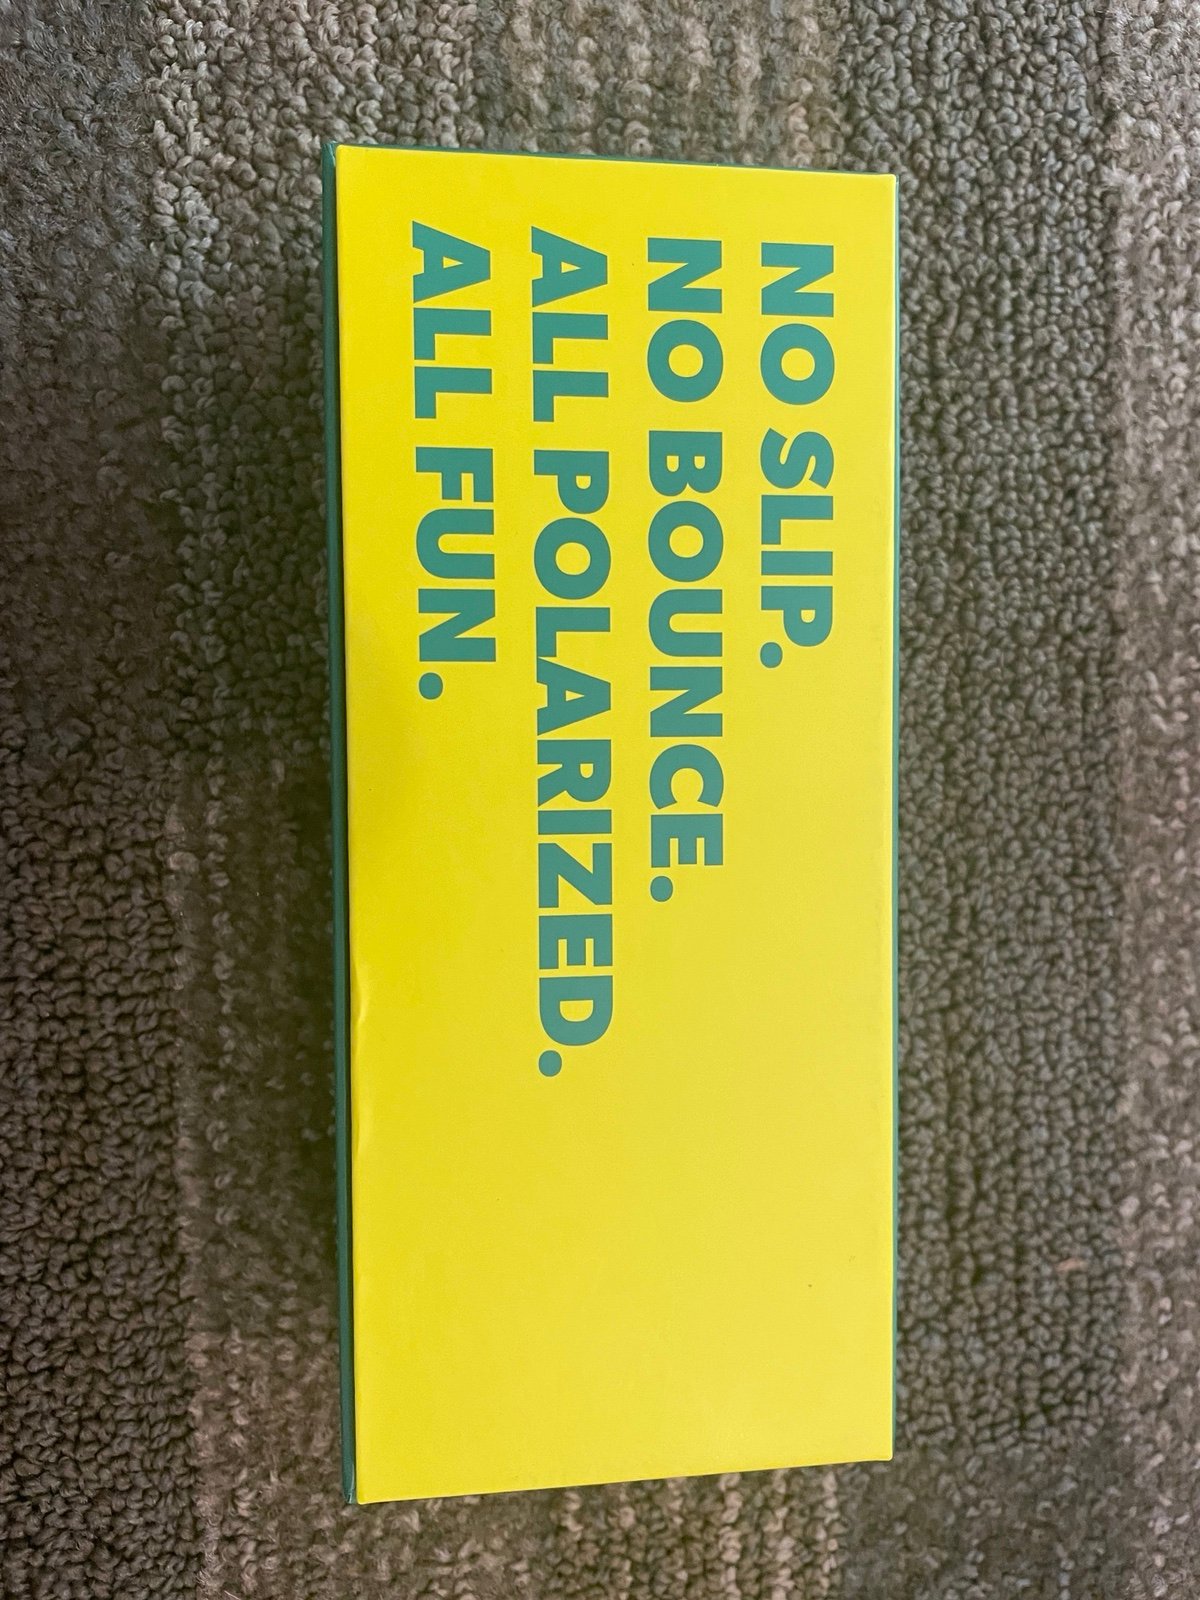 NO SLIP.
NO BOUNCE.
ALL POLARIZED.
ALL FUN.